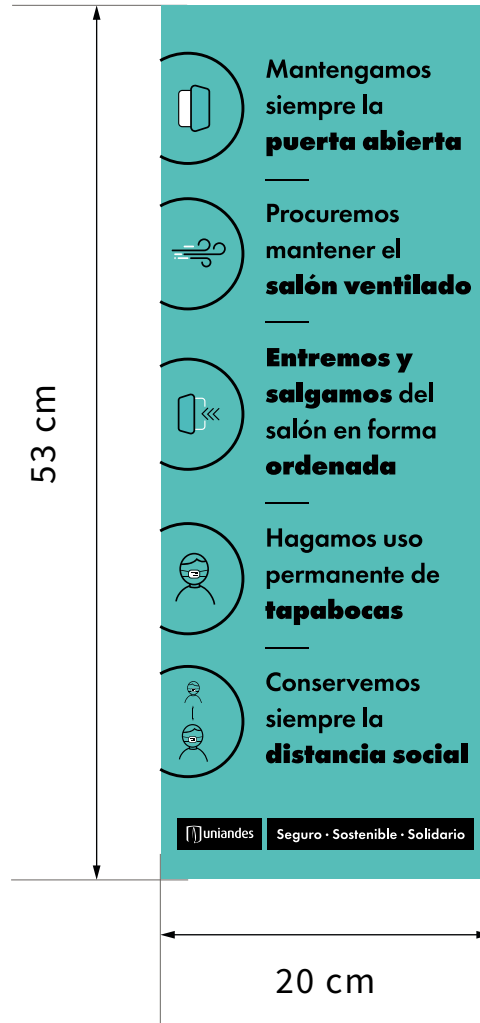 Mantengamos
siempre la
puerta abierta
Procuremos
mantener el
salón ventilado
Entremos y
salgamos del
salón en forma
ordenada
Hagamos uso
permanente de
tapabocas
Conservemos
siempre la
distancia social
uniandes
Seguro · Sostenible · Solidario
53 cm
20 cm